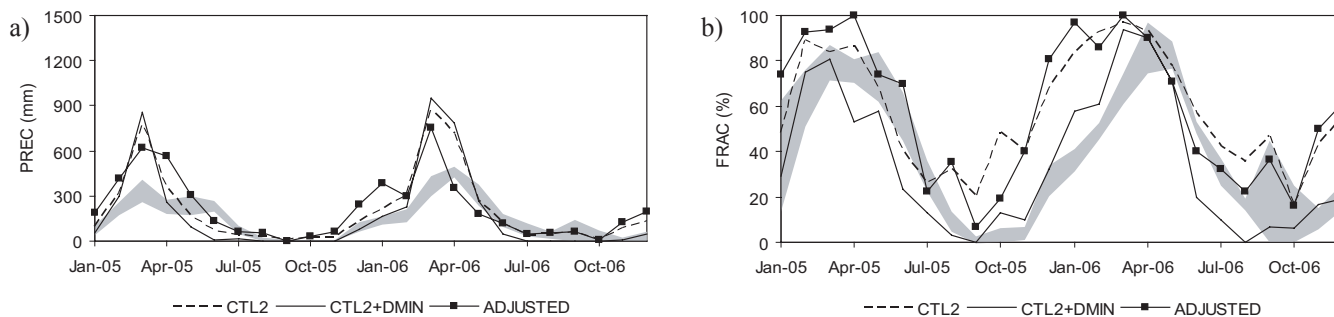 a)
PREC (mm)
1500
1200
900
600
300
0
Jan-05 Apr-05 Jul-05 Oct-05 Jan-06 Apr-06 Jul-06 Oct-06
CTL2 CTL2+DMIN ADJUSTED
b)
FRAC (%)
100
80
60
40
20
0
Jan-05 Apr-05 Jul-05 Oct-05 Jan-06 Apr-06 Jul-06 Oct-06
CTL2 CTL2+DMIN ADJUSTED